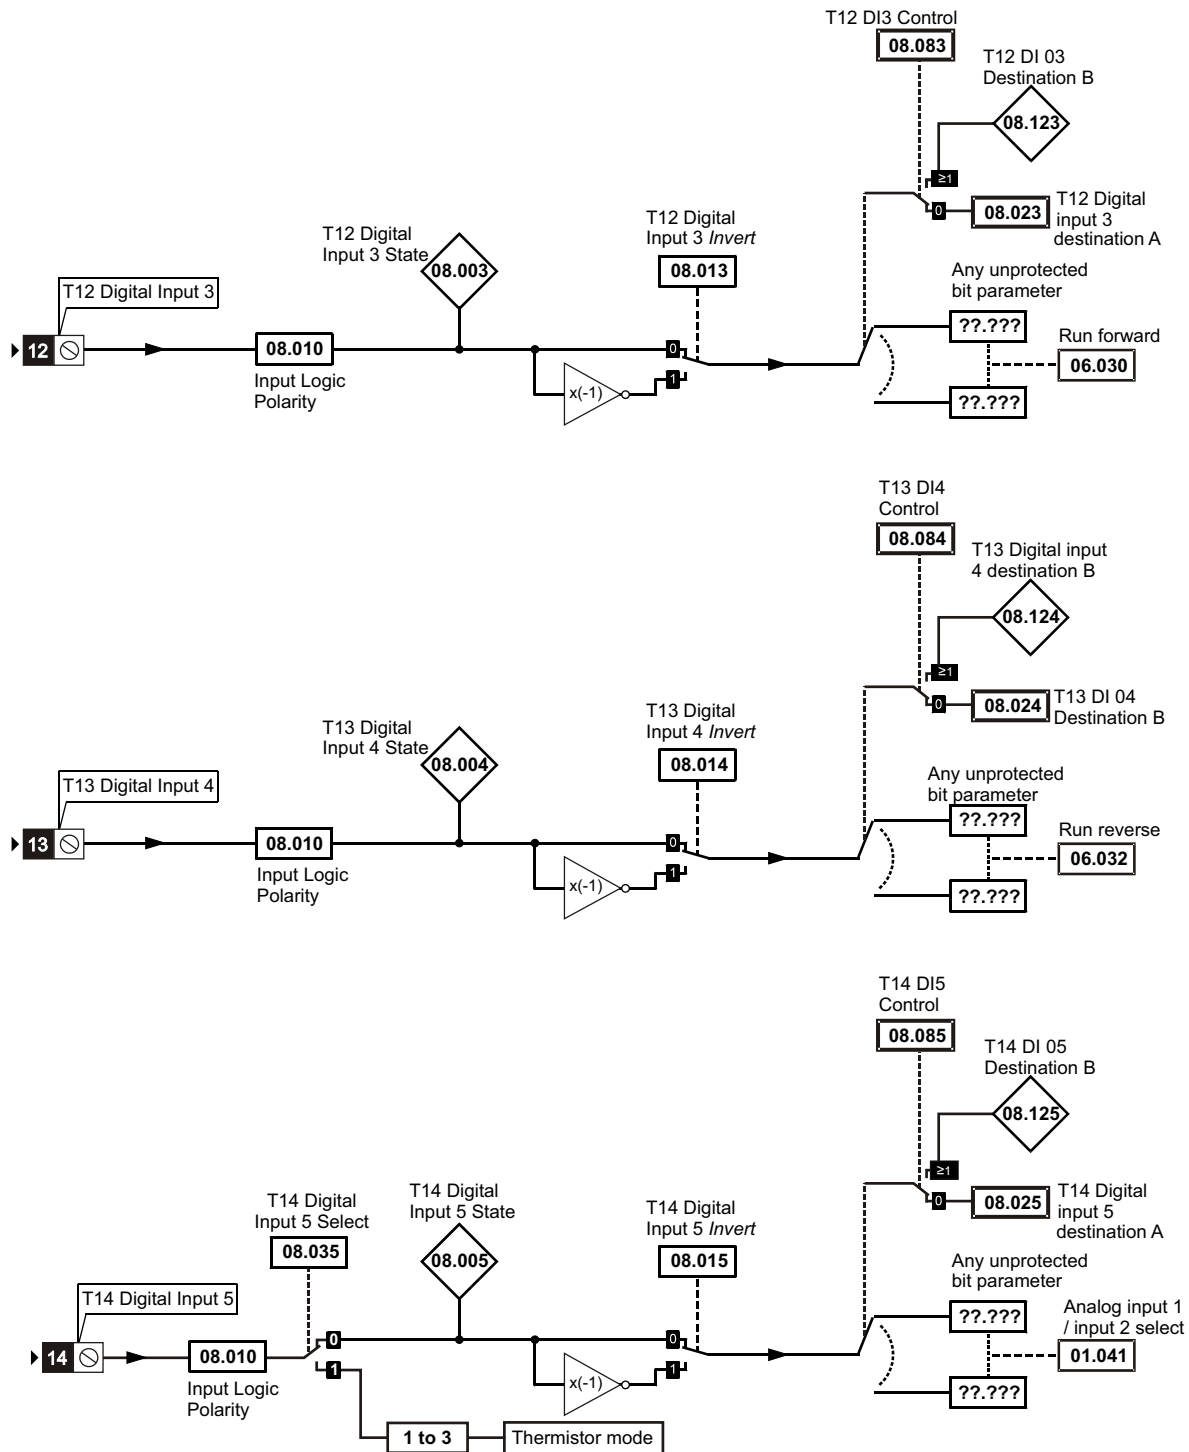 T12 DI3 Control
08.083
T12 DI 03
Destination B
08.123
≥1
0
08.023
T12 Digital
input 3
destination A
T12 Digital
Input 3 State
08.003
T12 Digital
Input 3 Invert
08.013
Any unprotected
bit parameter
??.???
??.???
Run forward
06.030
T12 Digital Input 3
12
08.010
Input Logic
Polarity
0
1
x(-1)
T13 DI4
Control
08.084
T13 Digital input
4 destination B
08.124
≥1
0
08.024
T13 DI 04
Destination B
T13 Digital
Input 4 State
08.004
T13 Digital
Input 4 Invert
08.014
Any unprotected
bit parameter
??.???
??.???
Run reverse
06.032
T13 Digital Input 4
13
08.010
Input Logic
Polarity
0
1
x(-1)
T14 DI5
Control
08.085
T14 DI 05
Destination B
08.125
≥1
0
08.025
T14 Digital
input 5
destination A
T14 Digital
Input 5 Select
08.035
T14 Digital
Input 5 State
08.005
T14 Digital
Input 5 Invert
08.015
Any unprotected
bit parameter
??.???
??.???
Analog input 1
/ input 2 select
01.041
T14 Digital Input 5
14
08.010
Input Logic
Polarity
0
1
0
1
x(-1)
1 to 3
Thermistor mode